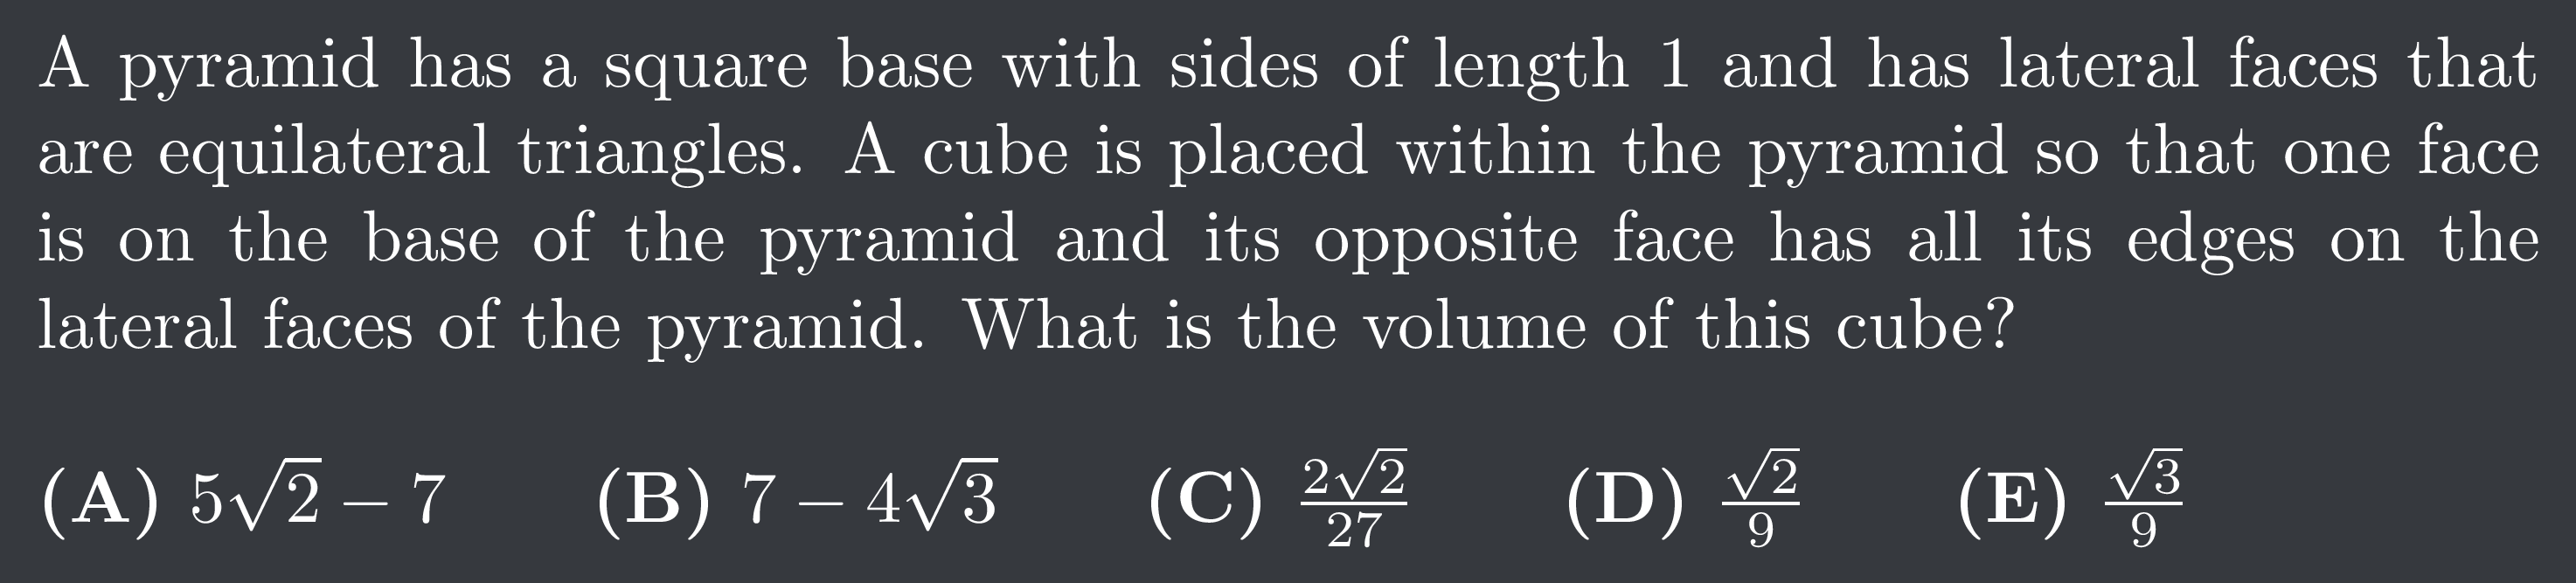 A pyramid has a square base with sides of length 1 and has lateral faces that
are equilateral triangles. A cube is placed within the pyramid so that one face
is on the base of the pyramid and its opposite face has all its edges on the
lateral faces of the pyramid. What is the volume of this cube?
(A) $5\sqrt{2} - 7$ (B) $7 - 4\sqrt{3}$ (C) $\frac{2\sqrt{2}}{27}$ (D) $\frac{\sqrt{2}}{9}$ (E) $\frac{\sqrt{3}}{9}$